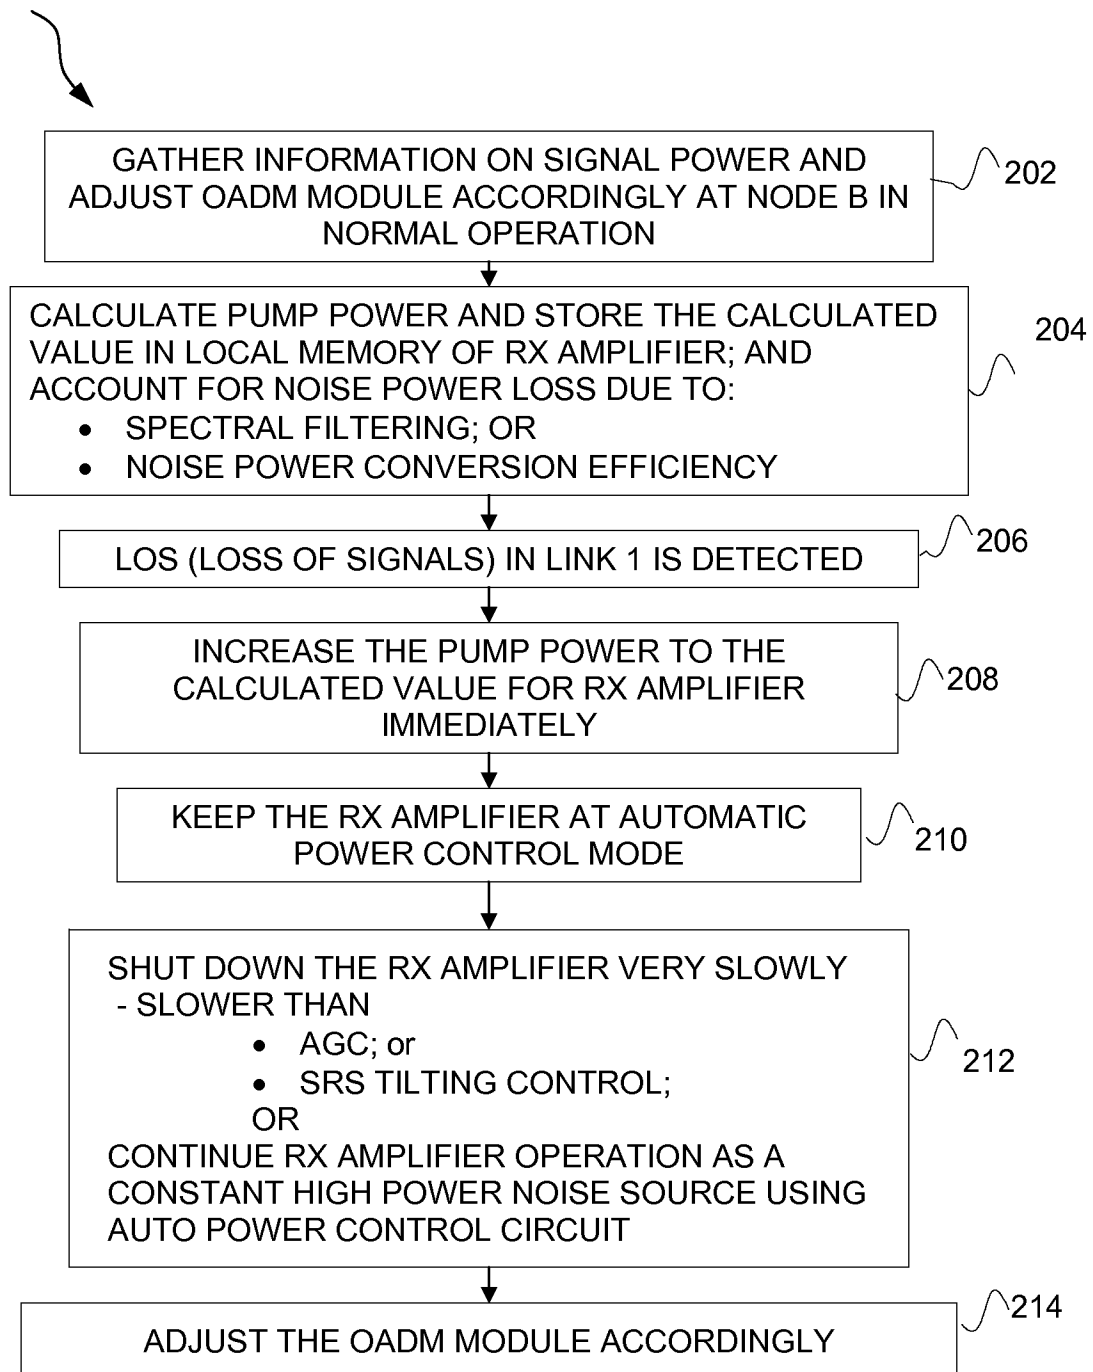 GATHER INFORMATION ON SIGNAL POWER AND
ADJUST OADM MODULE ACCORDINGLY AT NODE B IN
NORMAL OPERATION
202
CALCULATE PUMP POWER AND STORE THE CALCULATED
VALUE IN LOCAL MEMORY OF RX AMPLIFIER; AND
ACCOUNT FOR NOISE POWER LOSS DUE TO:
• SPECTRAL FILTERING; OR
• NOISE POWER CONVERSION EFFICIENCY
204
LOS (LOSS OF SIGNALS) IN LINK 1 IS DETECTED
206
INCREASE THE PUMP POWER TO THE
CALCULATED VALUE FOR RX AMPLIFIER
IMMEDIATELY
208
KEEP THE RX AMPLIFIER AT AUTOMATIC
POWER CONTROL MODE
210
SHUT DOWN THE RX AMPLIFIER VERY SLOWLY
- SLOWER THAN
• AGC; or
• SRS TILTING CONTROL;
OR
CONTINUE RX AMPLIFIER OPERATION AS A
CONSTANT HIGH POWER NOISE SOURCE USING
AUTO POWER CONTROL CIRCUIT
212
ADJUST THE OADM MODULE ACCORDINGLY
214